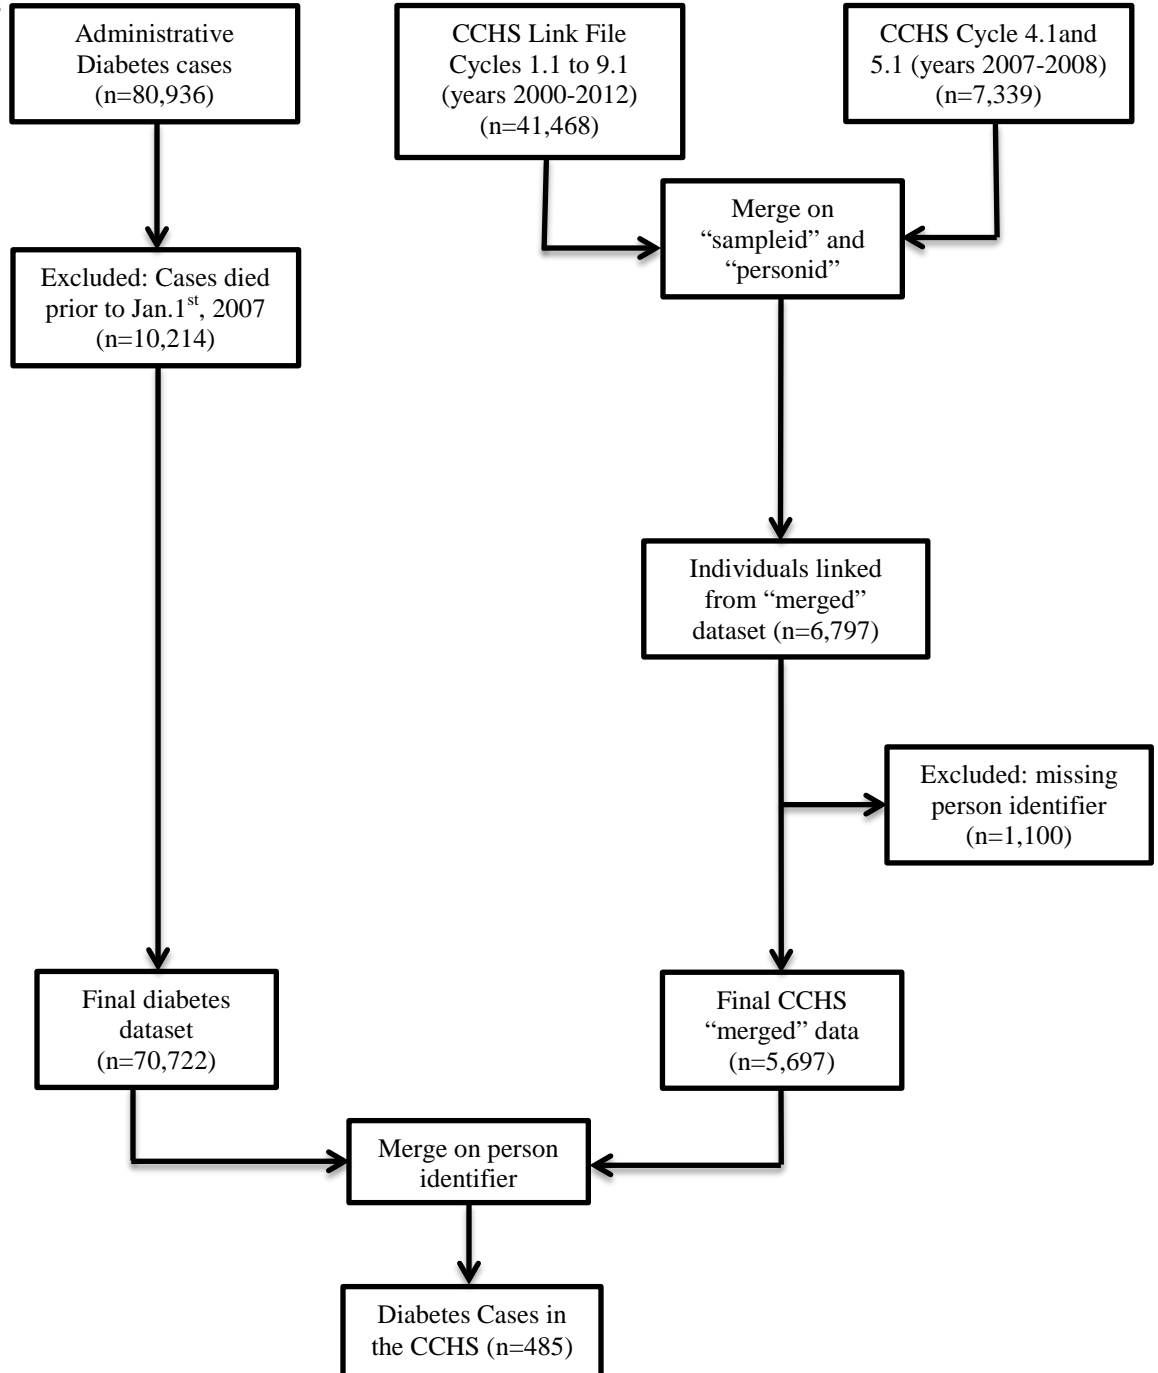 Administrative
Diabetes cases
(n=80,936)
CCHS Link File
Cycles 1.1 to 9.1
(years 2000-2012)
(n=41,468)
CCHS Cycle 4.1and
5.1 (years 2007-2008)
(n=7,339)
Merge on
“sampleid” and
“personid”
Excluded: Cases died
prior to Jan.1st, 2007
(n=10,214)
Individuals linked
from “merged”
dataset (n=6,797)
Excluded: missing
person identifier
(n=1,100)
Final diabetes
dataset
(n=70,722)
Final CCHS
“merged” data
(n=5,697)
Merge on person
identifier
Diabetes Cases in
the CCHS (n=485)